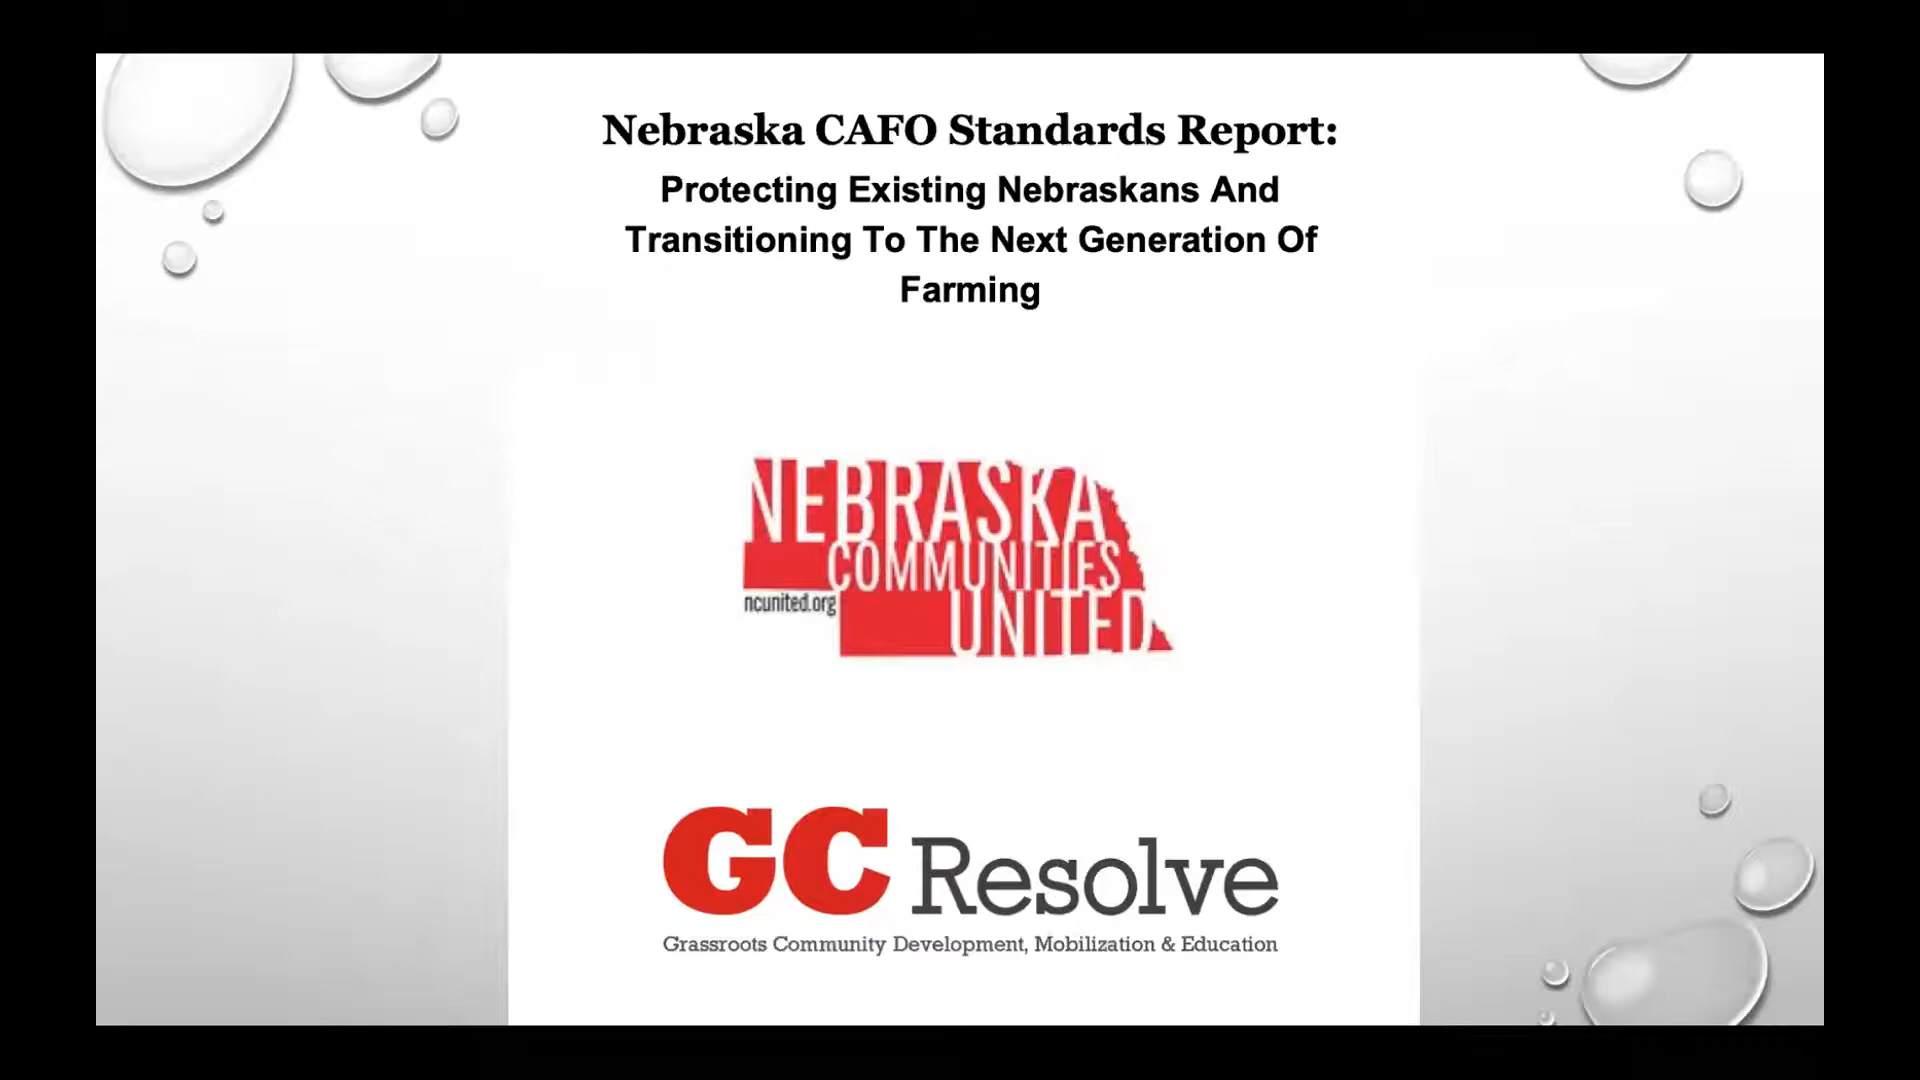 Nebraska CAFO Standards Report:
Protecting Existing Nebraskans And
Transitioning To The Next Generation Of
Farming
NEBRASKA
COMMUNITIES
ncunited.org
UNITED
GC Resolve
Grassroots Community Development, Mobilization & Education